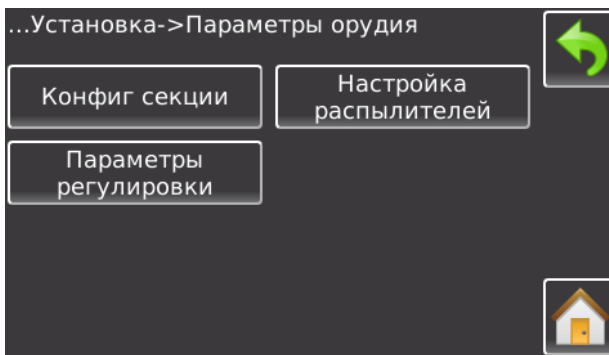 ...Установка->Параметры орудия
Конфиг секции
Настройка
распылителей
Параметры
регулировки